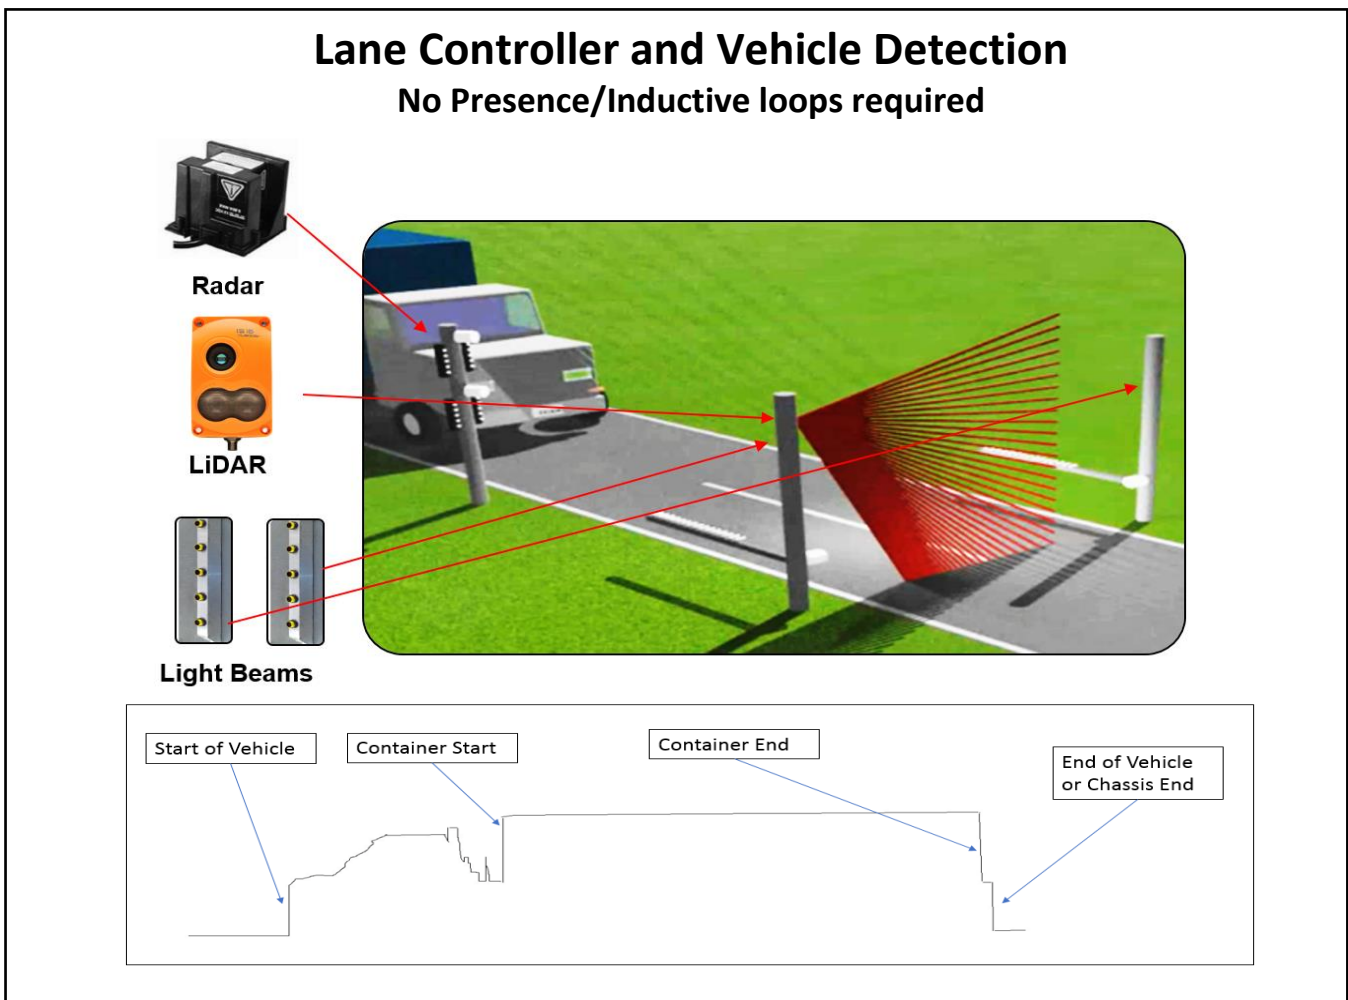 Lane Controller and Vehicle Detection
No Presence/Inductive loops required
Radar
LiDAR
Light Beams
Start of Vehicle
Container Start
Container End
End of Vehicle
or Chassis End